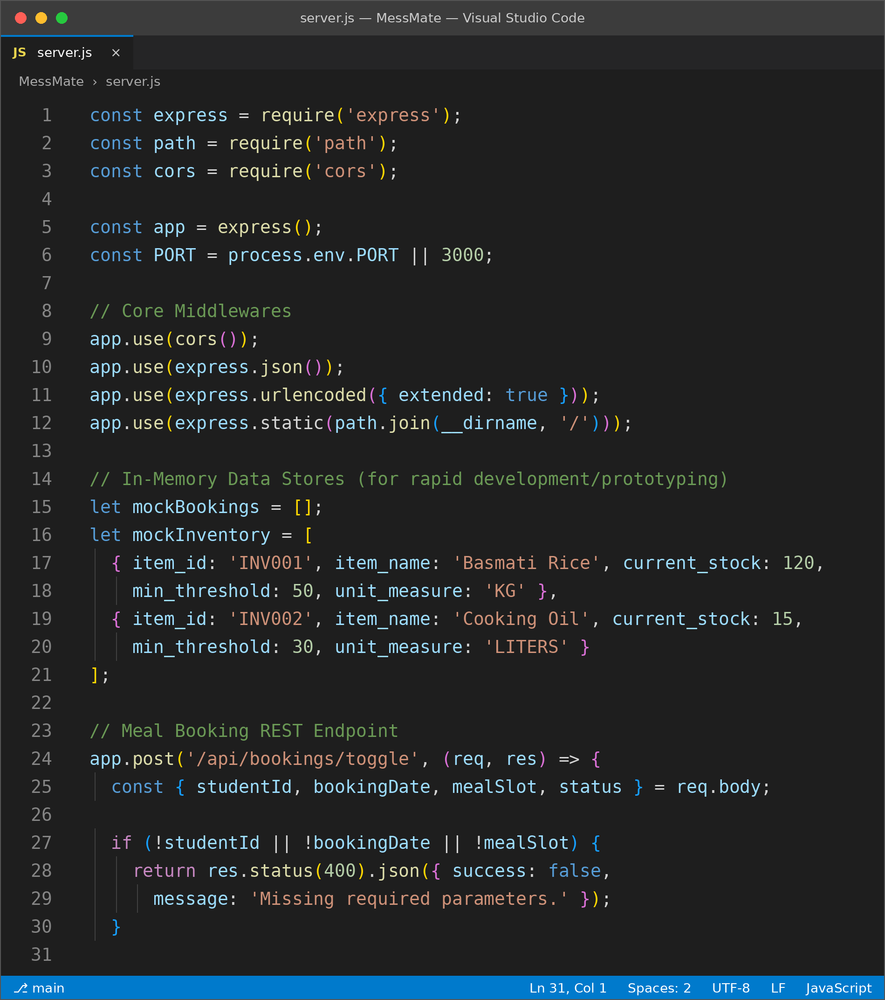 server.js — MessMate — Visual Studio Code
JS server.js ×
MessMate › server.js
1 const express = require('express');
2 const path = require('path');
3 const cors = require('cors');
4
5 const app = express();
6 const PORT = process.env.PORT || 3000;
7
8 // Core Middlewares
9 app.use(cors());
10 app.use(express.json());
11 app.use(express.urlencoded({ extended: true }));
12 app.use(express.static(path.join(__dirname, '/')));
13
14 // In-Memory Data Stores (for rapid development/prototyping)
15 let mockBookings = [];
16 let mockInventory = [
17   { item_id: 'INV001', item_name: 'Basmati Rice', current_stock: 120,
18     min_threshold: 50, unit_measure: 'KG' },
19   { item_id: 'INV002', item_name: 'Cooking Oil', current_stock: 15,
20     min_threshold: 30, unit_measure: 'LITERS' }
21 ];
22
23 // Meal Booking REST Endpoint
24 app.post('/api/bookings/toggle', (req, res) => {
25   const { studentId, bookingDate, mealSlot, status } = req.body;
26
27   if (!studentId || !bookingDate || !mealSlot) {
28     return res.status(400).json({ success: false,
29       message: 'Missing required parameters.' });
30   }
31
⎇ main Ln 31, Col 1 Spaces: 2 UTF-8 LF JavaScript